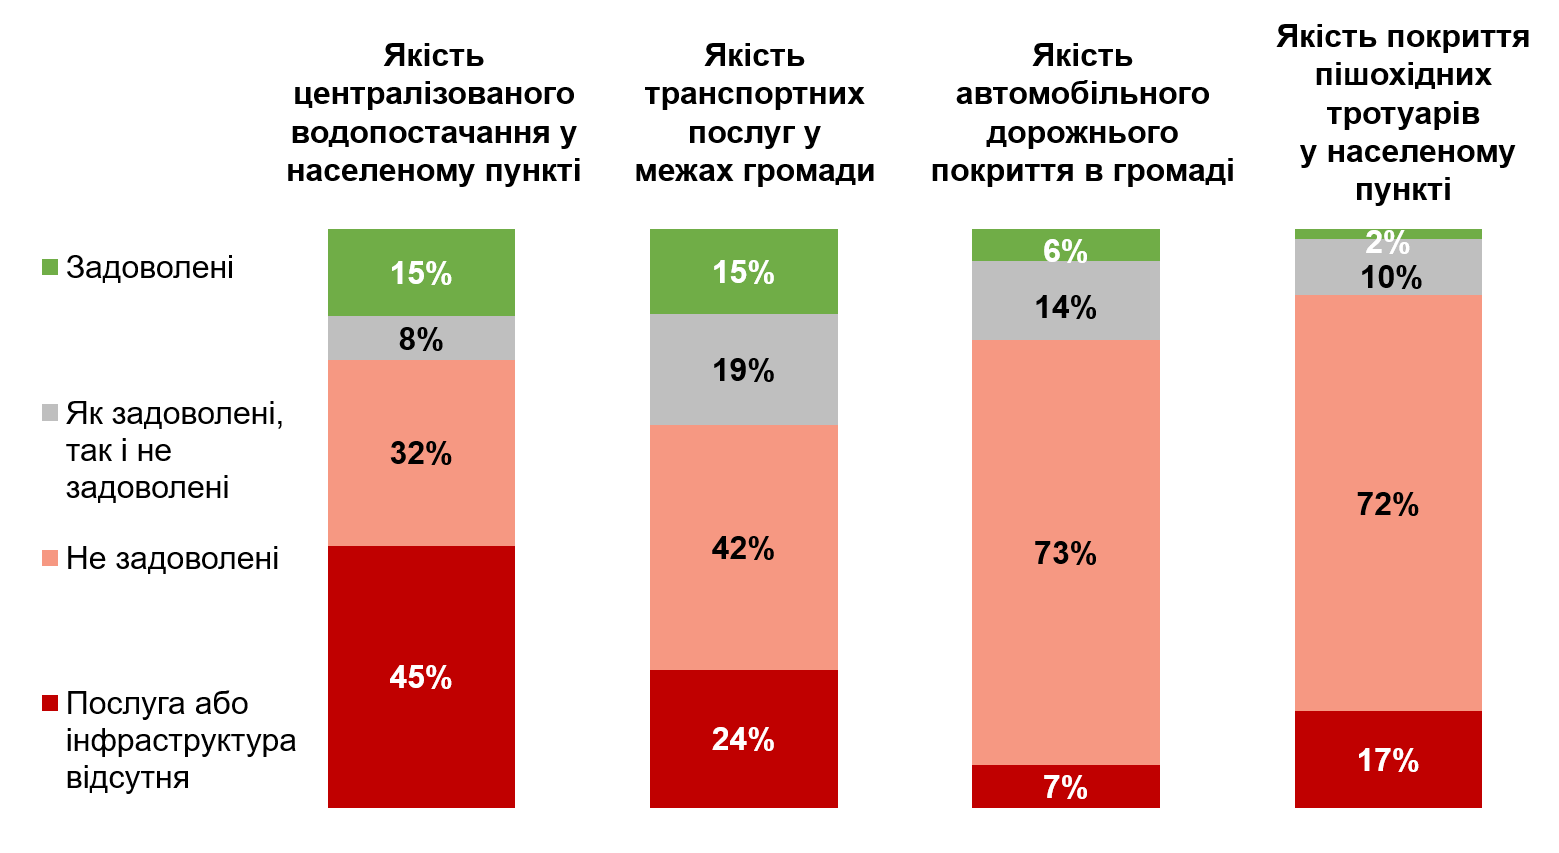 Якість
централізованого
водопостачання у
населеному пункті
Якість
транспортних
послуг у
межах громади
Якість
автомобільного
дорожнього
покриття в громаді
Якість покриття
пішохідних
тротуарів
у населеному
пункті
Задоволені
Як задоволені,
так і не
задоволені
Не задоволені
Послуга або
інфраструктура
відсутня
15%
8%
32%
45%
15%
19%
42%
24%
6%
14%
73%
7%
2%
10%
72%
17%